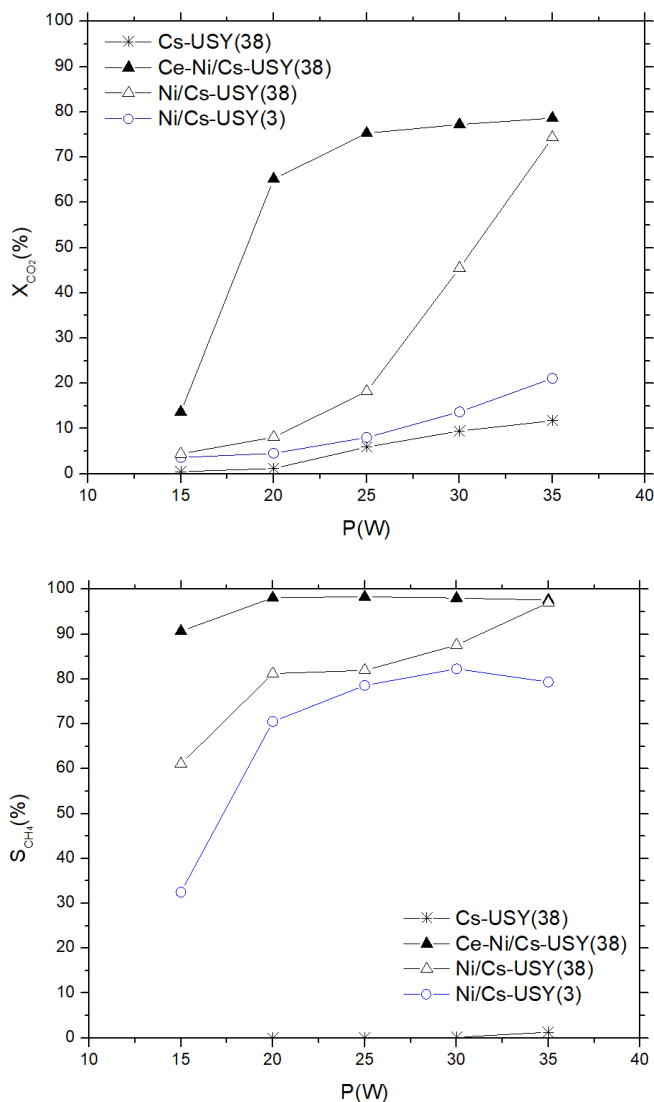 100
90
80
70
60
50
40
30
20
10
0
X_CO₂(%)
Cs-USY(38)
Ce-Ni/Cs-USY(38)
Ni/Cs-USY(38)
Ni/Cs-USY(3)
10 15 20 25 30 35 40
P(W)
100
90
80
70
60
50
40
30
20
10
0
S_CH₄(%)
Cs-USY(38)
Ce-Ni/Cs-USY(38)
Ni/Cs-USY(38)
Ni/Cs-USY(3)
10 15 20 25 30 35 40
P(W)